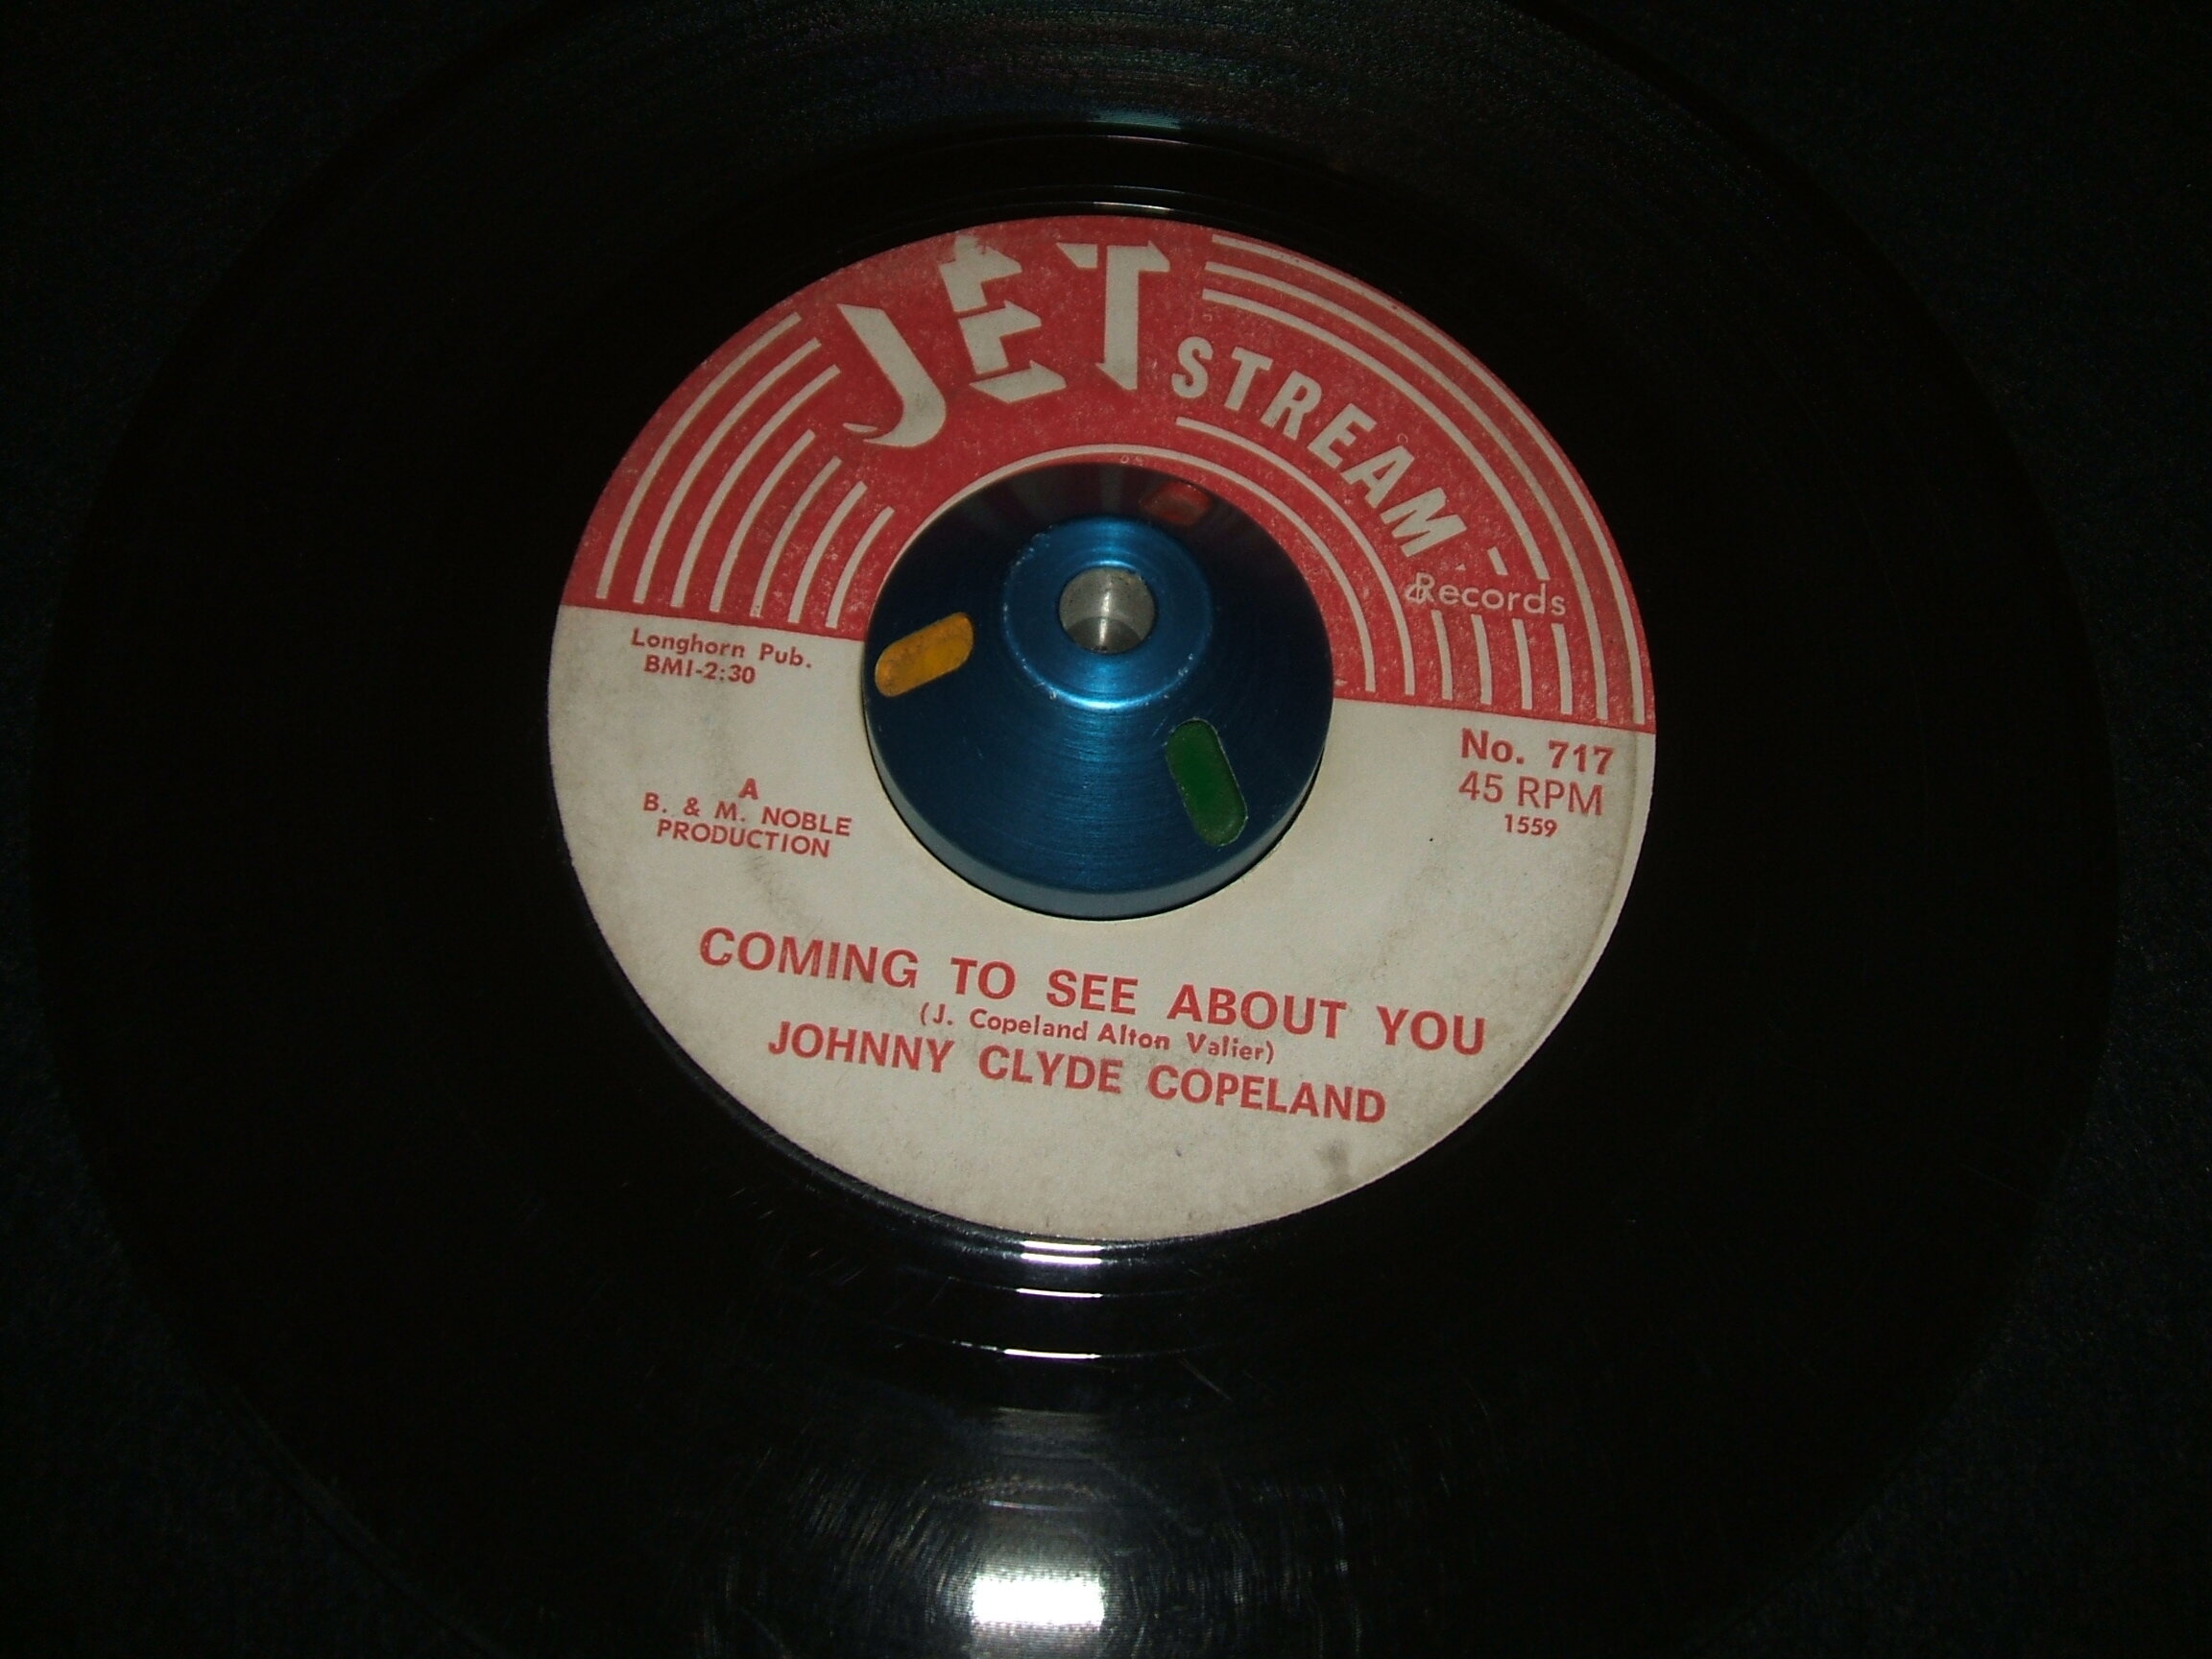 JET STREAM
Records
Longhorn Pub.
BMI-2:30
No. 717
45 RPM
1559
A
B. & M. NOBLE
PRODUCTION
COMING TO SEE ABOUT YOU
(J. Copeland Alton Valier)
JOHNNY CLYDE COPELAND